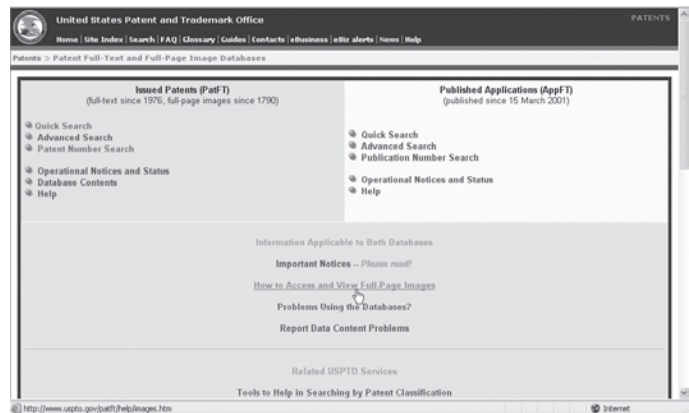 United States Patent and Trademark Office
PATENTS
Home | Site Index | Search | FAQ | Glossary | Guides | Contacts | eBusiness | eBiz alerts | News | Help
Patents > Patent Full-Text and Full-Page Image Databases
Issued Patents (PatFT)
(full-text since 1976, full-page images since 1790)
Quick Search
Advanced Search
Patent Number Search
Operational Notices and Status
Database Contents
Help
Published Applications (AppFT)
(published since 15 March 2001)
Quick Search
Advanced Search
Publication Number Search
Operational Notices and Status
Help
Information Applicable to Both Databases
Important Notices -- Please read!
How to Access and View Full-Page Images
Problems Using the Databases?
Report Data Content Problems
Related USPTO Services
Tools to Help in Searching by Patent Classification
http://www.uspto.gov/patft/help/images.htm
Internet